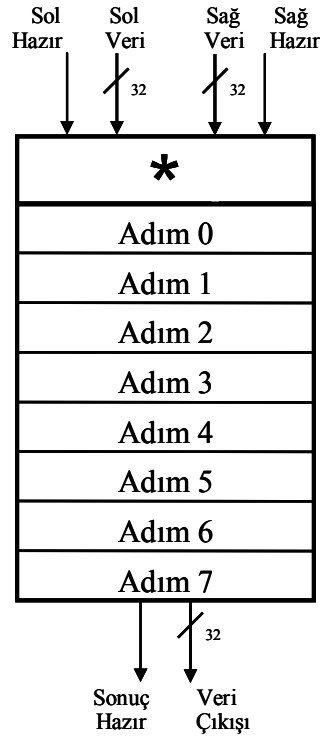 Sol
Hazır
Sol
Veri
Sağ
Veri
Sağ
Hazır
32
32
*
Adım 0
Adım 1
Adım 2
Adım 3
Adım 4
Adım 5
Adım 6
Adım 7
32
Sonuç
Hazır
Veri
Çıkışı